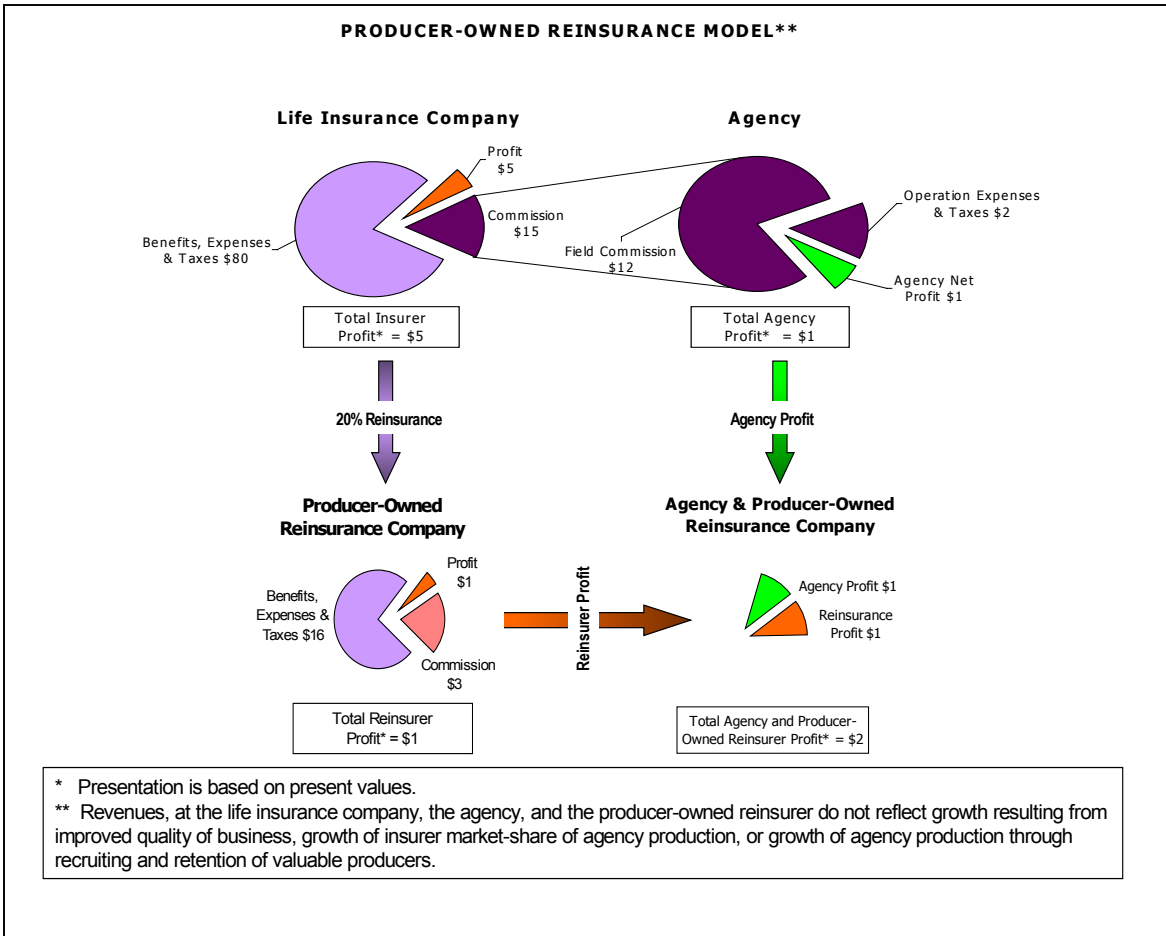 PRODUCER-OWNED REINSURANCE MODEL**
Life Insurance Company
Agency
Profit
$5
Commission
$15
Benefits, Expenses
& Taxes $80
Field Commission
$12
Operation Expenses
& Taxes $2
Agency Net
Profit $1
Total Insurer
Profit* = $5
Total Agency
Profit* = $1
20% Reinsurance
Agency Profit
Producer-Owned
Reinsurance Company
Agency & Producer-Owned
Reinsurance Company
Profit
$1
Benefits,
Expenses &
Taxes $16
Commission
$3
Reinsurer Profit
Agency Profit $1
Reinsurance
Profit $1
Total Reinsurer
Profit* = $1
Total Agency and Producer-
Owned Reinsurer Profit* = $2
* Presentation is based on present values.
** Revenues, at the life insurance company, the agency, and the producer-owned reinsurer do not reflect growth resulting from
improved quality of business, growth of insurer market-share of agency production, or growth of agency production through
recruiting and retention of valuable producers.